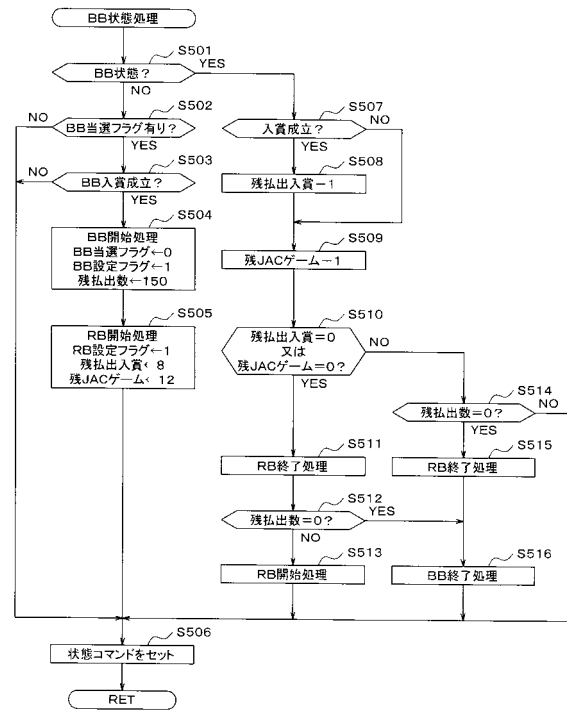 BB状態処理
S501
BB状態？
YES
NO
S502
NO
BB当選フラグ有り？
YES
S503
NO
BB入賞成立？
YES
S504
BB開始処理
BB当選フラグ←0
BB設定フラグ←1
残払出数←150
S505
RB開始処理
RB設定フラグ←1
残払出入賞← 8
残JACゲーム← 12
S507
入賞成立？
NO
YES
S508
残払出入賞－1
S509
残JACゲーム－1
S510
残払出入賞=0
又は
残JACゲーム=0？
NO
YES
S514
残払出数=0？
NO
YES
S511
RB終了処理
S515
RB終了処理
S512
残払出数=0？
YES
NO
S513
RB開始処理
S516
BB終了処理
S506
状態コマンドをセット
RET